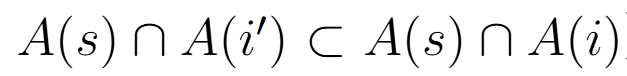 A(s) ∩ A(i′) ⊂ A(s) ∩ A(i)